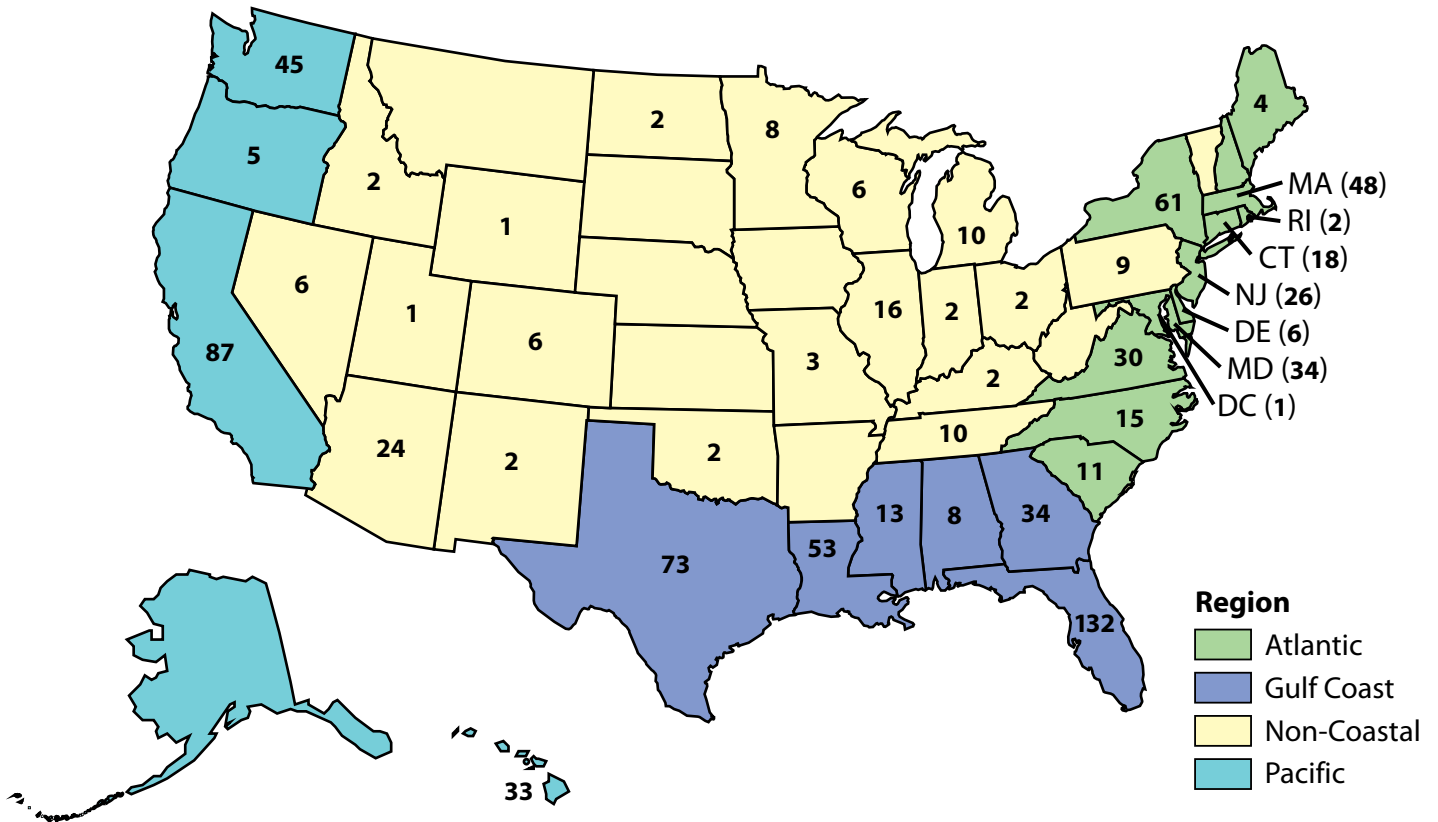 45
4
2
8
5
MA (48)
2
6
61
RI (2)
1
10
CT (18)
9
6
NJ (26)
2
1
16
2
DE (6)
6
87
3
30
MD (34)
2
DC (1)
15
10
24
2
2
11
13
8
34
53
73
Region
132
Atlantic
Gulf Coast
Non-Coastal
Pacific
33